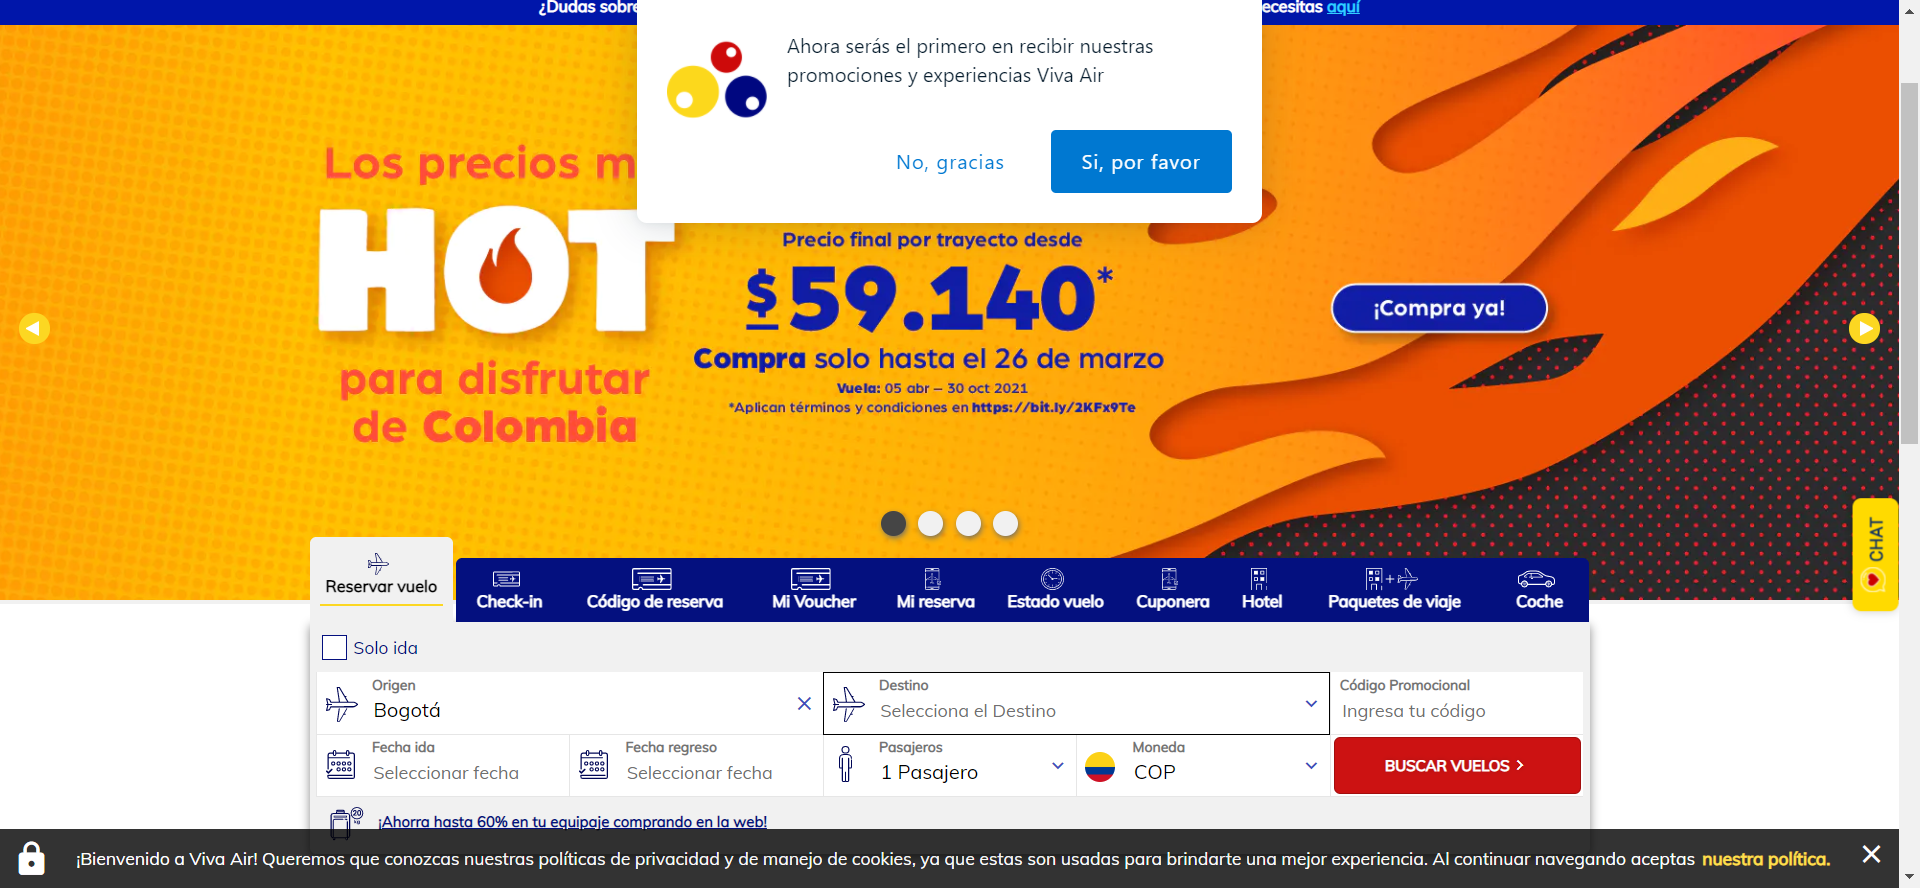 ¿Dudas sobre
ecesitas aquí
Ahora serás el primero en recibir nuestras
promociones y experiencias Viva Air
No, gracias
Si, por favor
Los precios m
HOT
para disfrutar
de Colombia
Precio final por trayecto desde
$59.140*
Compra solo hasta el 26 de marzo
Vuela: 05 abr – 30 oct 2021
*Aplican términos y condiciones en https://bit.ly/2KFx9Te
¡Compra ya!
CHAT
Reservar vuelo
Check-in
Código de reserva
Mi Voucher
Mi reserva
Estado vuelo
Cuponera
Hotel
Paquetes de viaje
Coche
Solo ida
Origen
Bogotá
Destino
Selecciona el Destino
Código Promocional
Ingresa tu código
Fecha ida
Seleccionar fecha
Fecha regreso
Seleccionar fecha
Pasajeros
1 Pasajero
Moneda
COP
BUSCAR VUELOS
20
kg
¡Ahorra hasta 60% en tu equipaje comprando en la web!
¡Bienvenido a Viva Air! Queremos que conozcas nuestras políticas de privacidad y de manejo de cookies, ya que estas son usadas para brindarte una mejor experiencia. Al continuar navegando aceptas nuestra política.